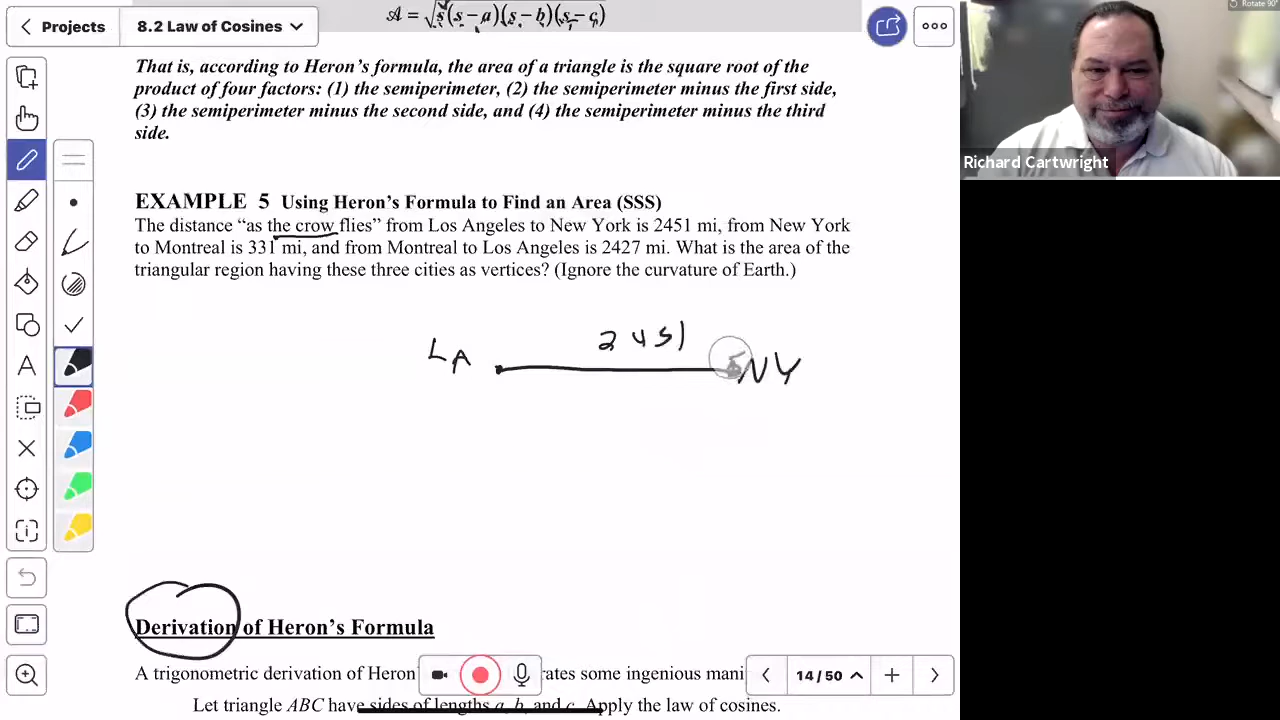 𝒜 = √s(s – a)(s – b)(s – c)
Rotate 90°
Projects
8.2 Law of Cosines
That is, according to Heron's formula, the area of a triangle is the square root of the
product of four factors: (1) the semiperimeter, (2) the semiperimeter minus the first side,
(3) the semiperimeter minus the second side, and (4) the semiperimeter minus the third
side.
Richard Cartwright
EXAMPLE 5 Using Heron's Formula to Find an Area (SSS)
The distance “as the crow flies” from Los Angeles to New York is 2451 mi, from New York
to Montreal is 331 mi, and from Montreal to Los Angeles is 2427 mi. What is the area of the
triangular region having these three cities as vertices? (Ignore the curvature of Earth.)
2451
LA
NY
A
Derivation of Heron's Formula
A trigonometric derivation of Heron
rates some ingenious mani
14/50
Let triangle ABC have sides of lengths a, b, and c. Apply the law of cosines.